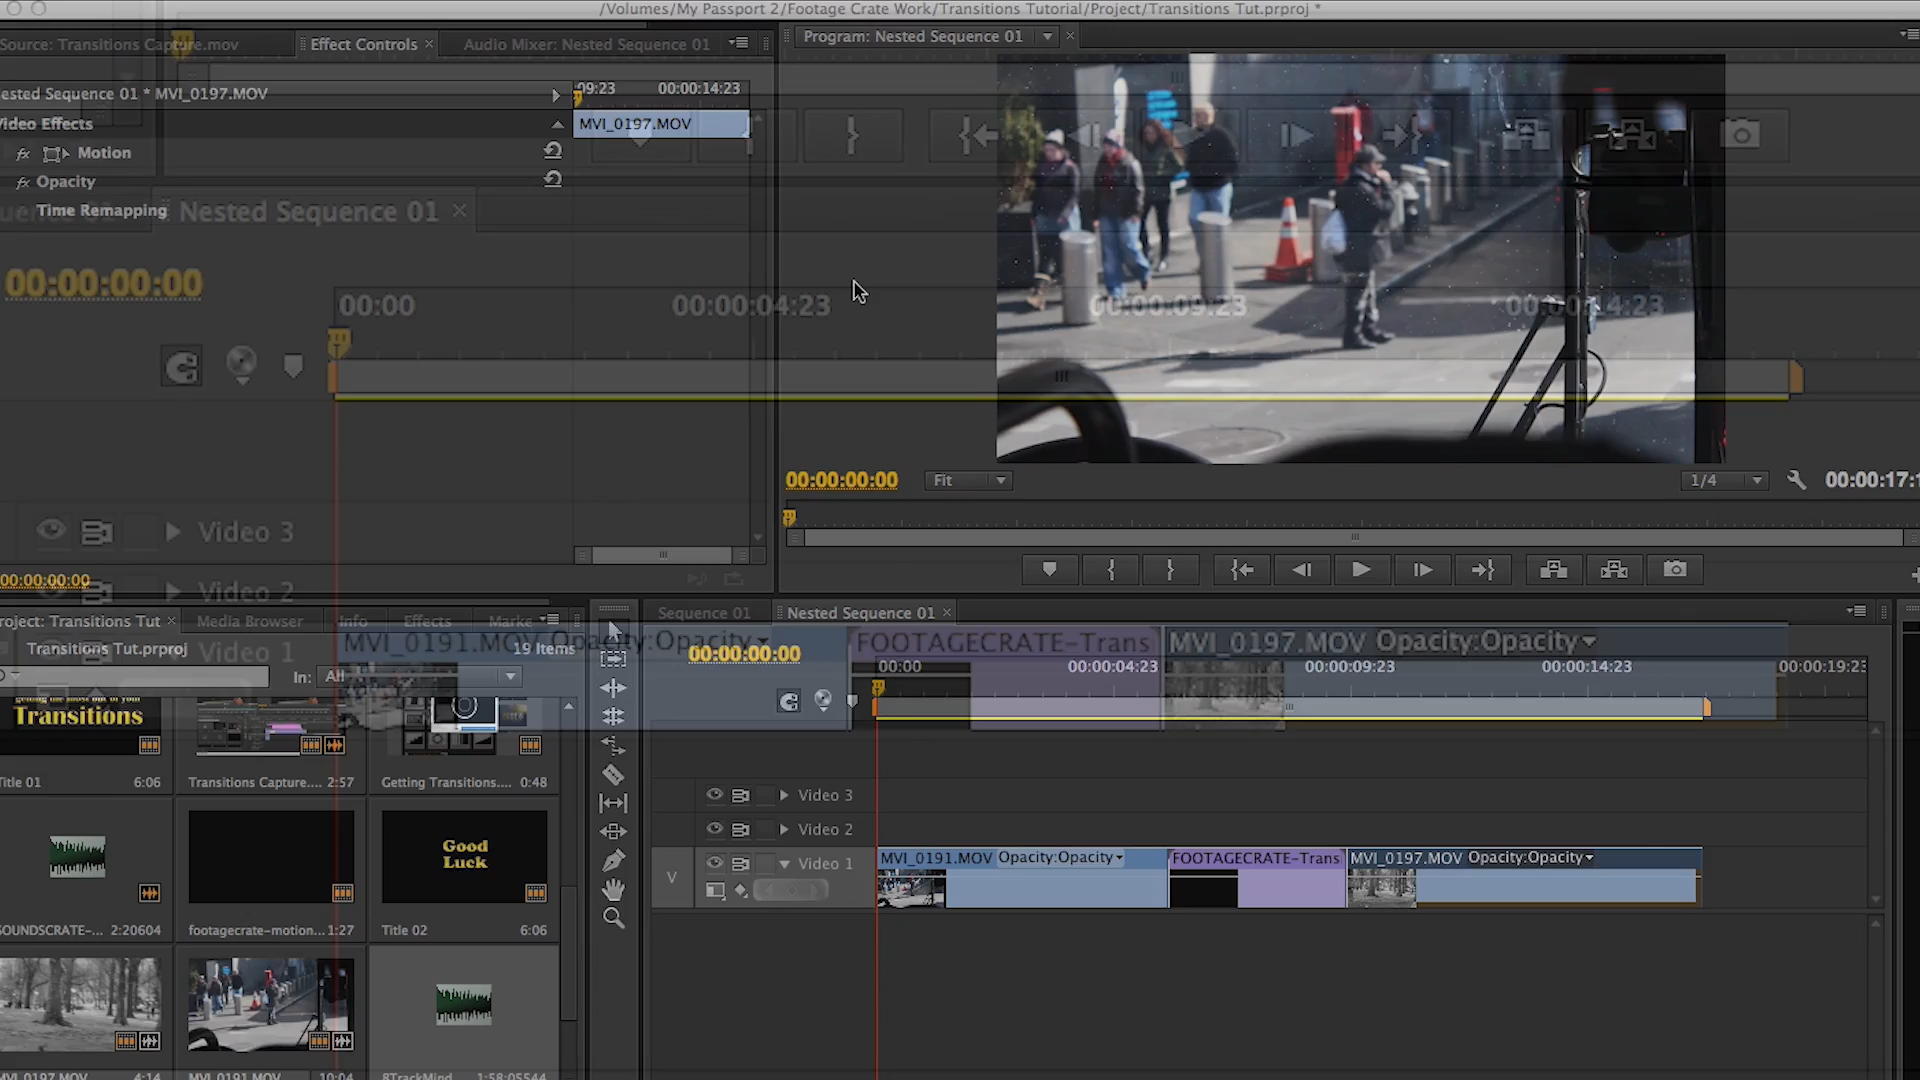 /Volumes/My Passport 2/Footage Crate Work/Transitions Tutorial/Project/Transitions Tut.prproj *
Source: Transitions Capture.mov
Effect Controls ×
Audio Mixer: Nested Sequence 01
Program: Nested Sequence 01 ×
ested Sequence 01 * MVI_0197.MOV
09:23 00:00:14:23
ideo Effects
MVI_0197.MOV
fx Motion
fx Opacity
Time Remapping
Nested Sequence 01 ×
00:00:00:00
00:00 00:00:04:23 00:00:09:23 00:00:14:23
00:00:00:00 Fit 1/4 00:00:17:1
Video 3
00:00:00:00
Video 2
roject: Transitions Tut × Media Browser Info Effects Marke
Sequence 01 Nested Sequence 01 ×
Transitions Tut.prproj 19 Items
Video 1
MVI_0191.MOV Opacity:Opacity FOOTAGECRATE-Trans MVI_0197.MOV Opacity:Opacity
In: All
00:00:00:00
00:00 00:00:04:23 00:00:09:23 00:00:14:23 00:00:19:23
Transitions
Title 01 6:06 Transitions Capture.... 2:57 Getting Transitions.... 0:48
Video 3
Video 2
V Video 1
MVI_0191.MOV Opacity:Opacity FOOTAGECRATE-Trans MVI_0197.MOV Opacity:Opacity
Good
Luck
SOUNDSCRATE-... 2:20604 footagecrate-motion... 1:27 Title 02 6:06
MVI_0197.MOV 4:14 MVI_0191.MOV 10:04 8TrackMind 1:58:05544